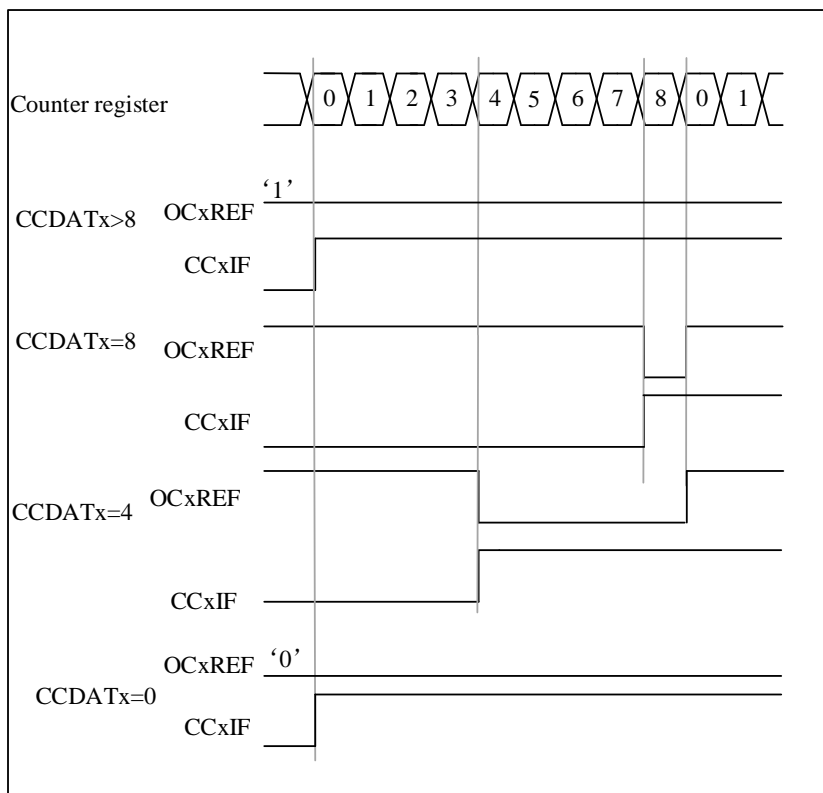 Counter register 0 1 2 3 4 5 6 7 8 0 1
‘1’
CCDATx>8 OCxREF
CCxIF
CCDATx=8 OCxREF
CCxIF
OCxREF
CCDATx=4
CCxIF
OCxREF ‘0’
CCDATx=0
CCxIF